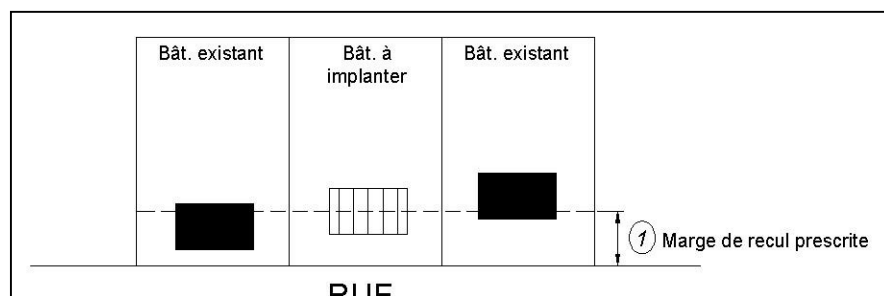 Bât. existant
Bât. à
implanter
Bât. existant
1 Marge de recul prescrite
RUE